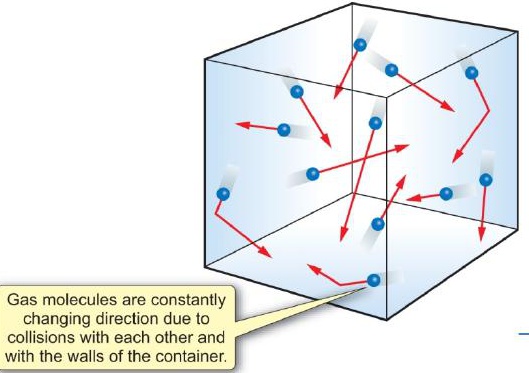 Gas molecules are constantly
changing direction due to
collisions with each other and
with the walls of the container.